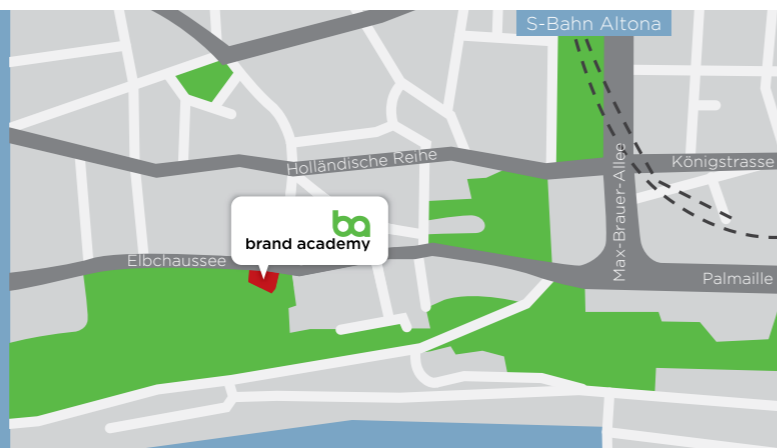 S-Bahn Altona
Holländische Reihe
Königstrasse
Max-Brauer-Allee
ba
brand academy
Elbchaussee
Palmaille